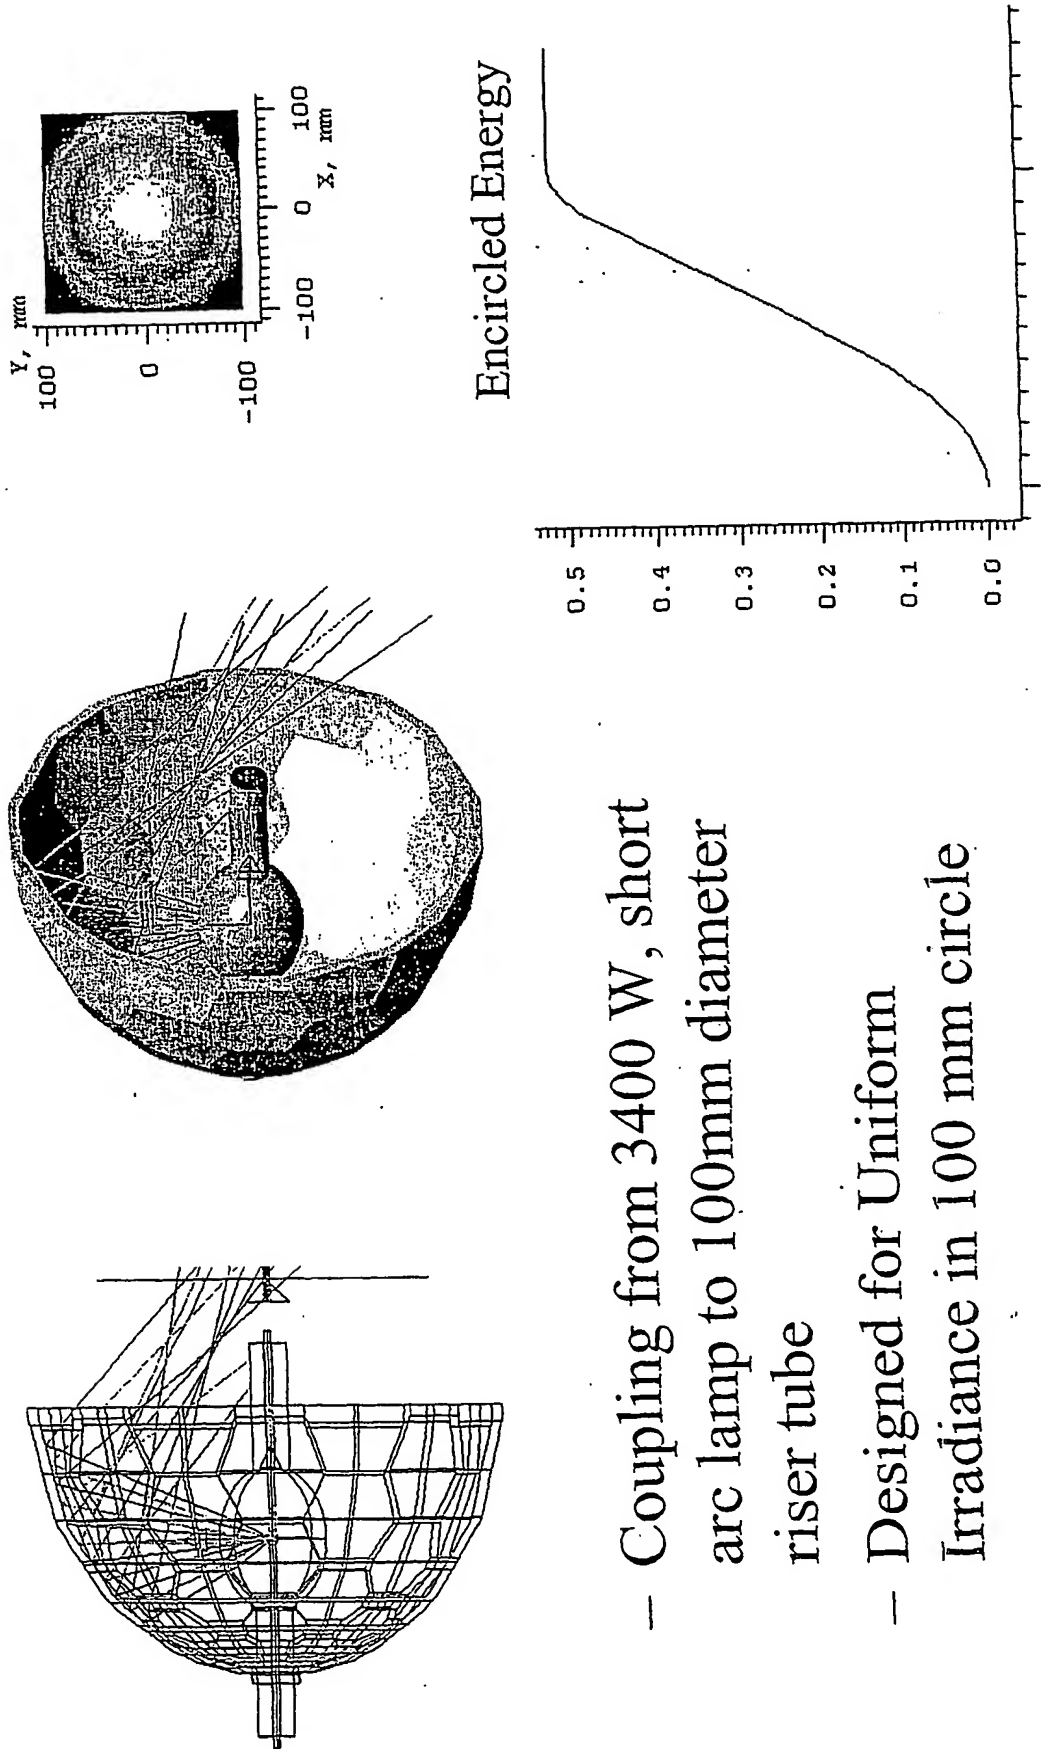 Y, mm
100
0
-100
-100
0
100
X, mm
Encircled Energy
0.5
0.4
0.3
0.2
0.1
0.0
– Coupling from 3400 W, short
arc lamp to 100mm diameter
riser tube
– Designed for Uniform
Irradiance in 100 mm circle